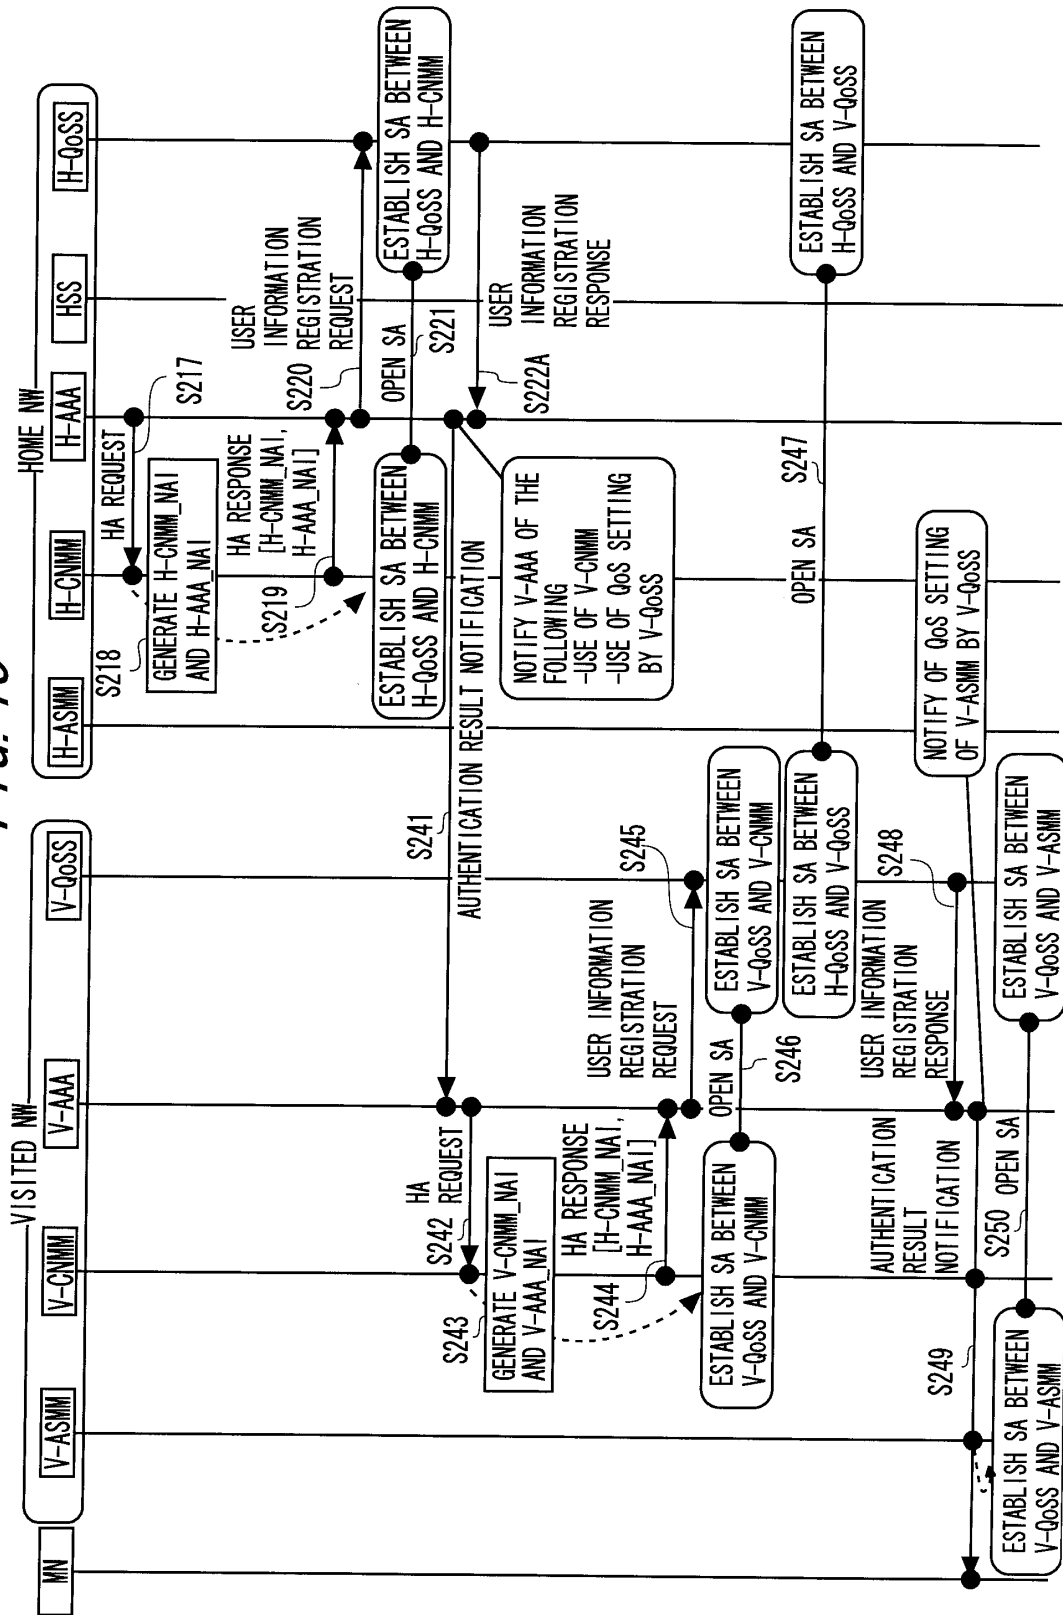 VISITED NW
HOME NW
MN
V-ASMM
V-CNMM
V-AAA
V-QoSS
H-ASMM
H-CNMM
H-AAA
HSS
H-QoSS
HA REQUEST
S217
S218
GENERATE H-CNMM_NAI
AND H-AAA_NAI
HA RESPONSE
[H-CNMM_NAI,
H-AAA_NAI]
S219
S220
USER
INFORMATION
REGISTRATION
REQUEST
ESTABLISH SA BETWEEN
H-QoSS AND H-CNMM
OPEN SA
S221
ESTABLISH SA BETWEEN
H-QoSS AND H-CNMM
S241
AUTHENTICATION RESULT NOTIFICATION
S222A
USER
INFORMATION
REGISTRATION
RESPONSE
NOTIFY V-AAA OF THE
FOLLOWING
-USE OF V-CNMM
-USE OF QoS SETTING
BY V-QoSS
HA
REQUEST
S242
S243
GENERATE V-CNMM_NAI
AND V-AAA_NAI
HA RESPONSE
[H-CNMM_NAI,
H-AAA_NAI]
S244
USER INFORMATION
REGISTRATION
REQUEST
S245
ESTABLISH SA BETWEEN
V-QoSS AND V-CNMM
OPEN SA
S246
ESTABLISH SA BETWEEN
V-QoSS AND V-CNMM
ESTABLISH SA BETWEEN
H-QoSS AND V-QoSS
OPEN SA
S247
ESTABLISH SA BETWEEN
H-QoSS AND V-QoSS
USER INFORMATION
REGISTRATION
RESPONSE
S248
NOTIFY OF QoS SETTING
OF V-ASMM BY V-QoSS
AUTHENTICATION
RESULT
NOTIFICATION
S249
S250
OPEN SA
ESTABLISH SA BETWEEN
V-QoSS AND V-ASMM
ESTABLISH SA BETWEEN
V-QoSS AND V-ASMM